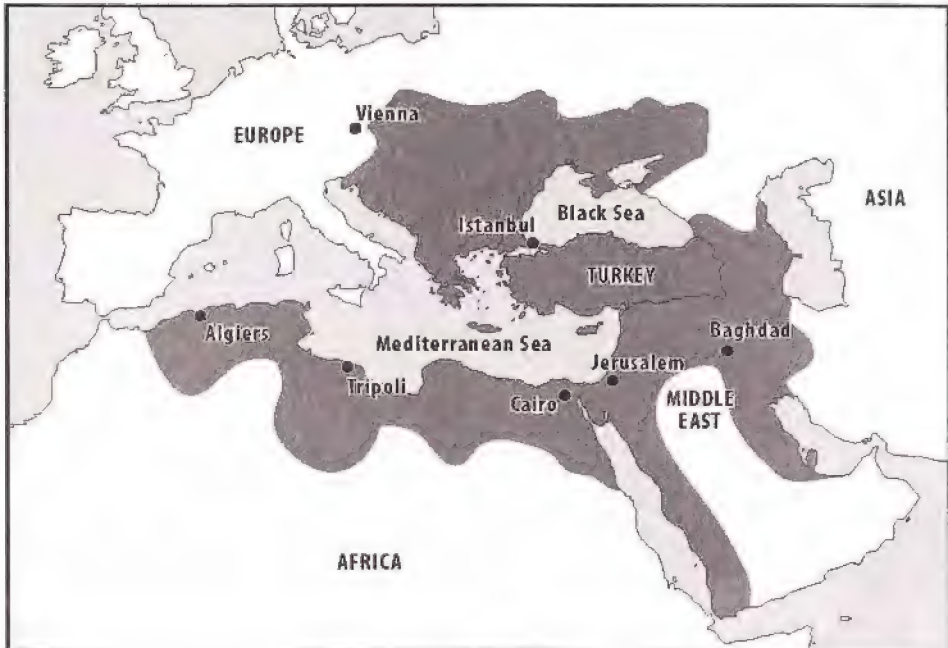 Vienna
EUROPE
ASIA
Istanbul
Black Sea
TURKEY
Algiers
Mediterranean Sea
Baghdad
Jerusalem
Tripoli
Cairo
MIDDLE
EAST
AFRICA